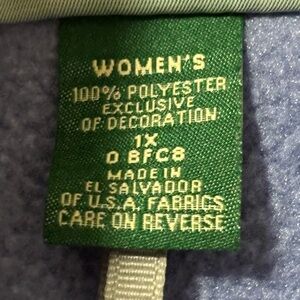 WOMEN'S
100% POLYESTER
EXCLUSIVE
OF DECORATION
1X
0 BFC8
MADE IN
EL SALVADOR
OF U.S.A. FABRICS
CARE ON REVERSE